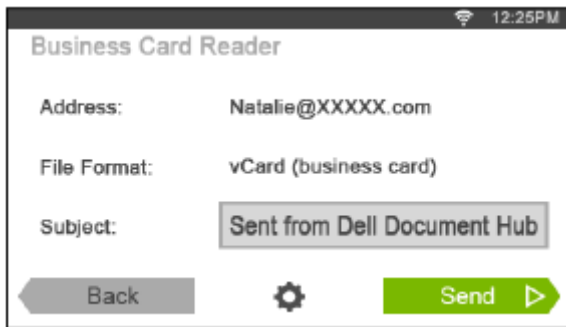 12:25PM
Business Card Reader
Address: Natalie@XXXXX.com
File Format: vCard (business card)
Subject: Sent from Dell Document Hub
Back Send